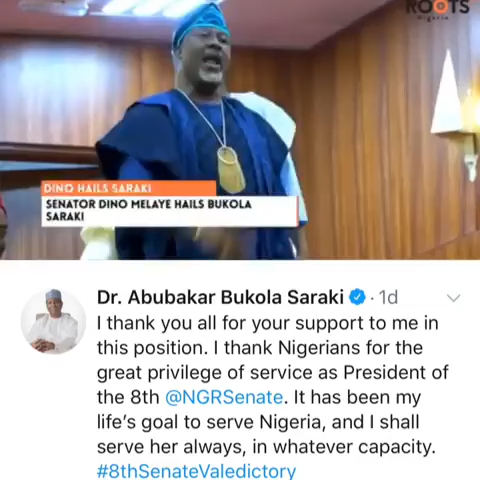 ROOTS
Nigeria
DINO HAILS SARAKI
SENATOR DINO MELAYE HAILS BUKOLA
SARAKI
Dr. Abubakar Bukola Saraki · 1d
I thank you all for your support to me in
this position. I thank Nigerians for the
great privilege of service as President of
the 8th @NGRSenate. It has been my
life's goal to serve Nigeria, and I shall
serve her always, in whatever capacity.
#8thSenateValedictory